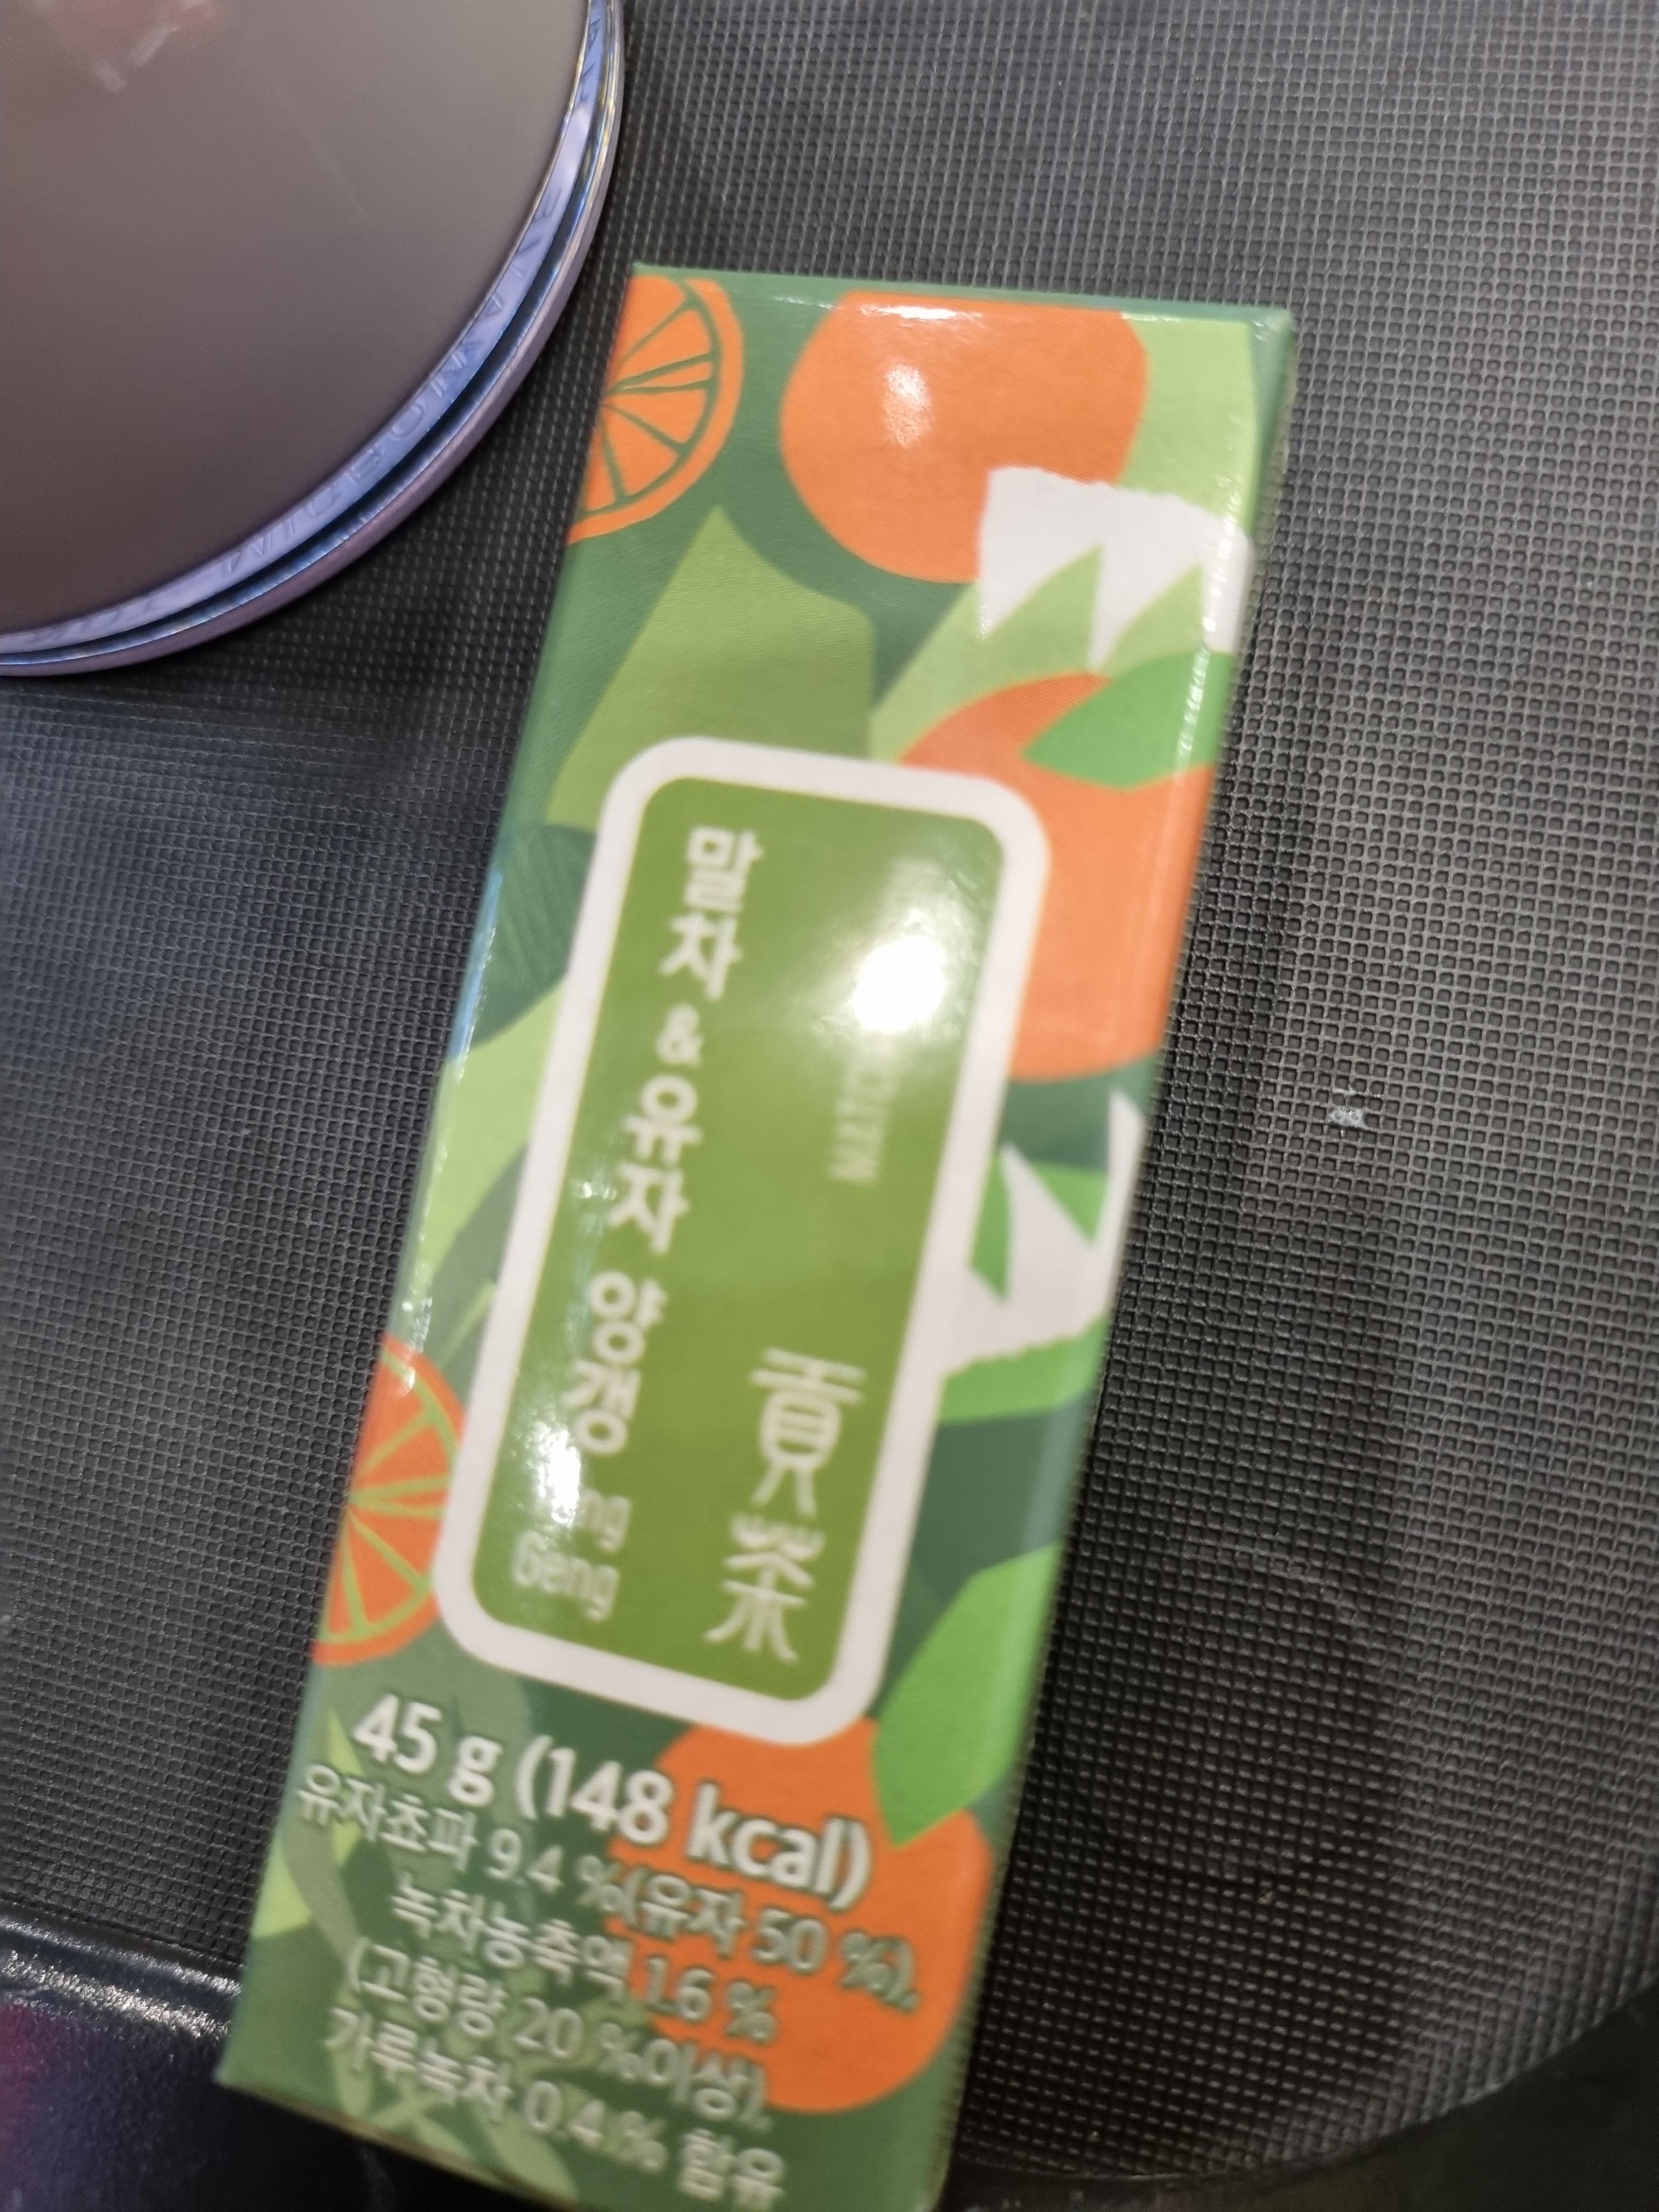 말차 & 유자 양갱
Geng
貢茶
45 g (148 kcal)
유자초파 9.4 %(유자 50 %),
녹차농축액 1.6 %
(고형량 20 %이상),
가루녹차 0.4 % 함유